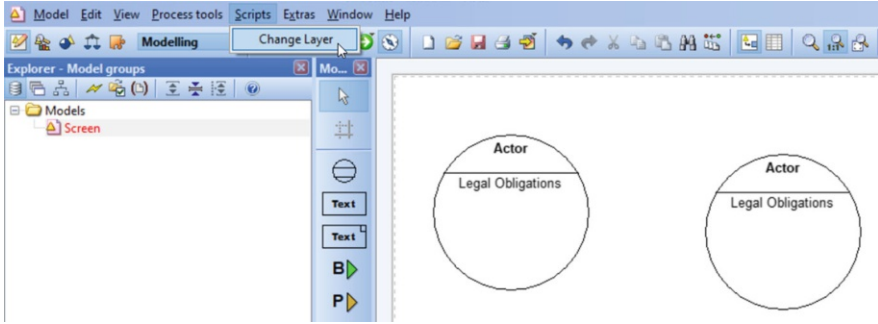 Model Edit View Process tools Scripts Extras Window Help
Modelling
Change Layer
Explorer - Model groups
Mo...
Models
Screen
Text
Text
B
P
Actor
Legal Obligations
Actor
Legal Obligations